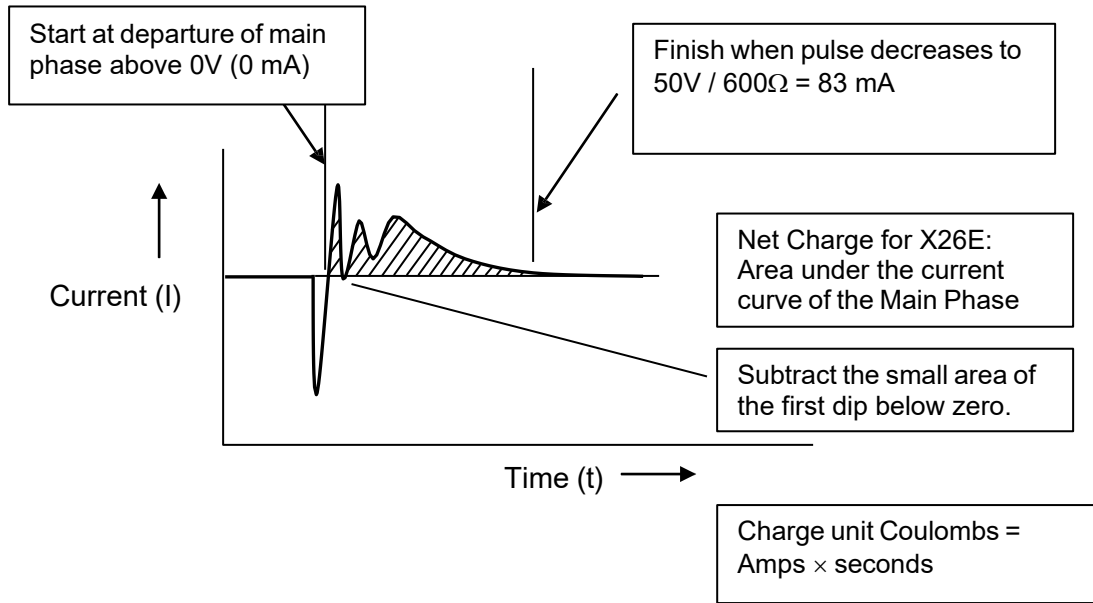 Start at departure of main
phase above 0V (0 mA)
Finish when pulse decreases to
50V / 600Ω = 83 mA
Current (I)
Net Charge for X26E:
Area under the current
curve of the Main Phase
Subtract the small area of
the first dip below zero.
Time (t)
Charge unit Coulombs =
Amps × seconds